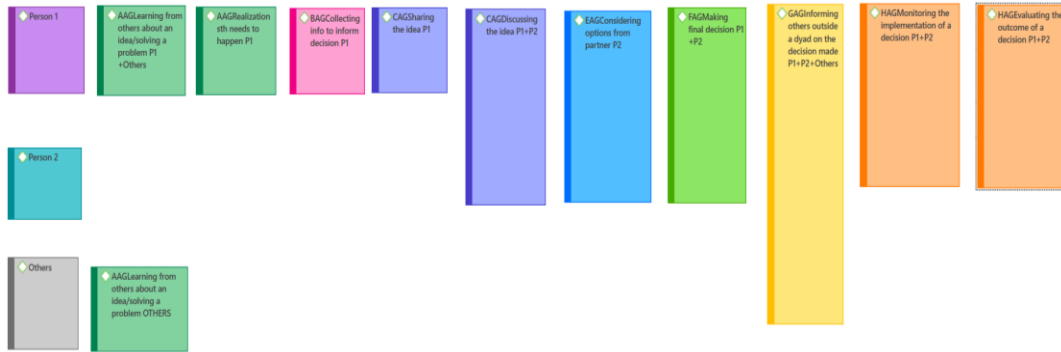 Person 1
AAGLearning from
others about an
idea/solving a
problem P1
+Others
AAGRealization
sth needs to
happen P1
BAGCollecting
info to inform
decision P1
CAGSharing
the idea P1
CAGDiscussing
the idea P1+P2
EAGConsidering
options from
partner P2
FAGMaking
final decision P1
+P2
GAGInforming
others outside
a dyad on the
decision made
P1+P2+Others
HAGMonitoring the
implementation of a
decision P1+P2
HAGEvaluating the
outcome of a
decision P1+P2
Person 2
Others
AAGLearning from
others about an
idea/solving a
problem OTHERS